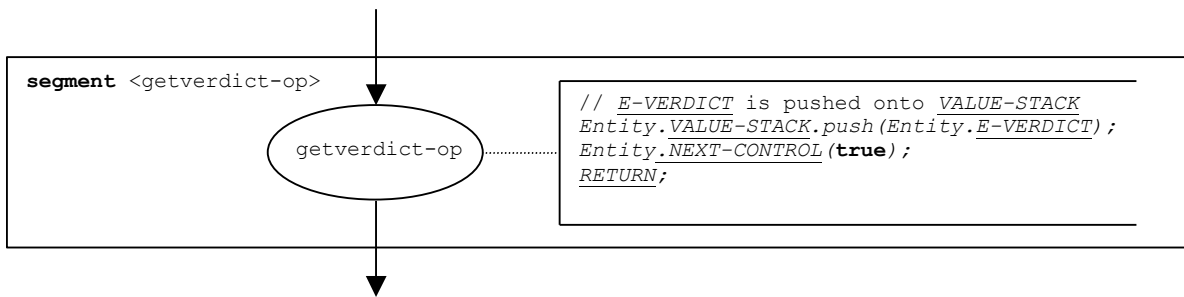 segment <getverdict-op>
getverdict-op
// E-VERDICT is pushed onto VALUE-STACK
Entity.VALUE-STACK.push(Entity.E-VERDICT);
Entity.NEXT-CONTROL(true);
RETURN;